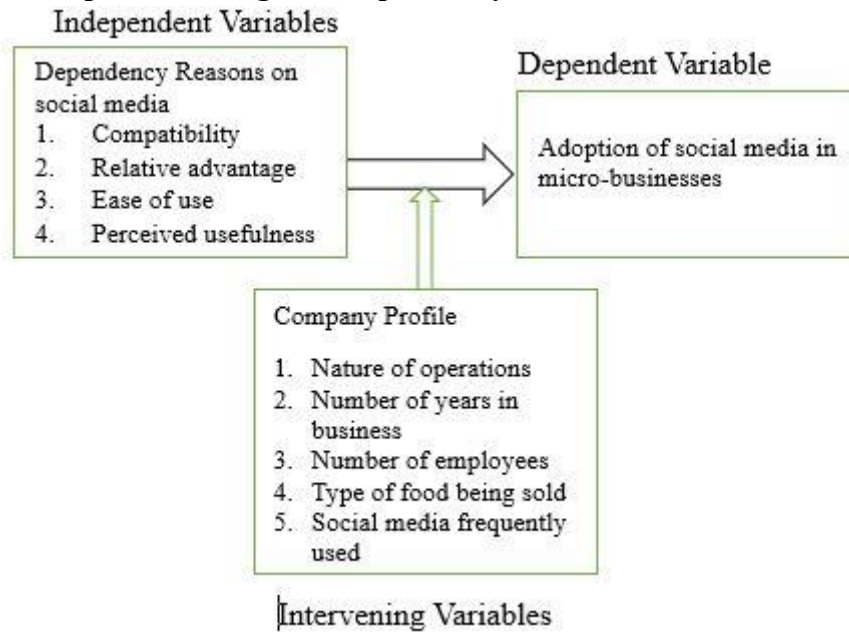 Independent Variables
Dependency Reasons on
social media
1. Compatibility
2. Relative advantage
3. Ease of use
4. Perceived usefulness
Dependent Variable
Adoption of social media in
micro-businesses
Company Profile
1. Nature of operations
2. Number of years in
business
3. Number of employees
4. Type of food being sold
5. Social media frequently
used
Intervening Variables